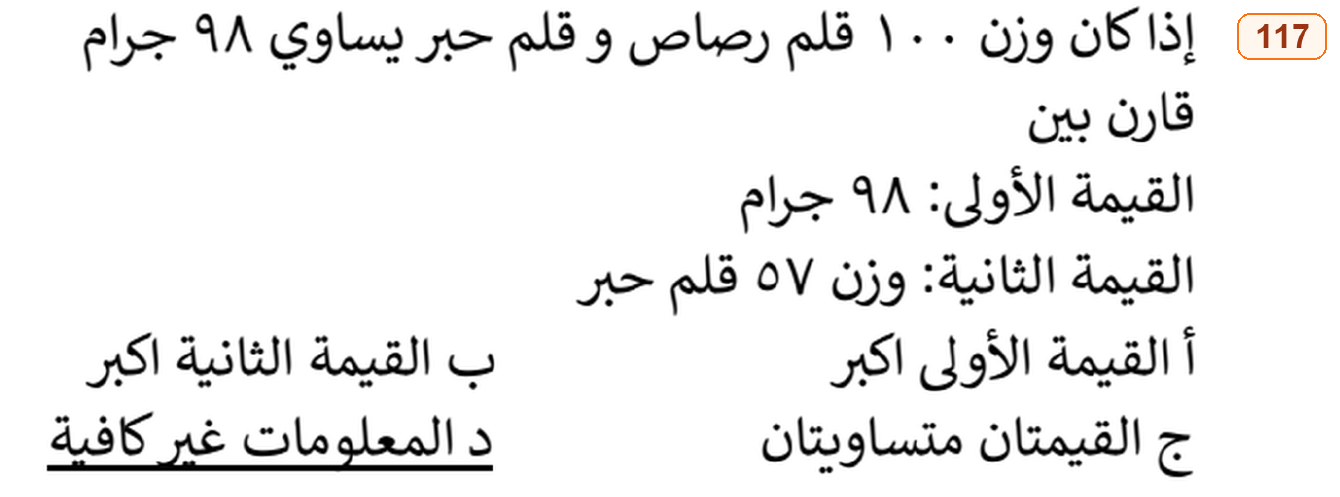 117 إذا كان وزن ١٠٠ قلم رصاص و قلم حبر يساوي ٩٨ جرام
قارن بين
القيمة الأولى: ٩٨ جرام
القيمة الثانية: وزن ٥٧ قلم حبر
أ القيمة الأولى اكبر ب القيمة الثانية اكبر
ج القيمتان متساويتان د المعلومات غير كافية